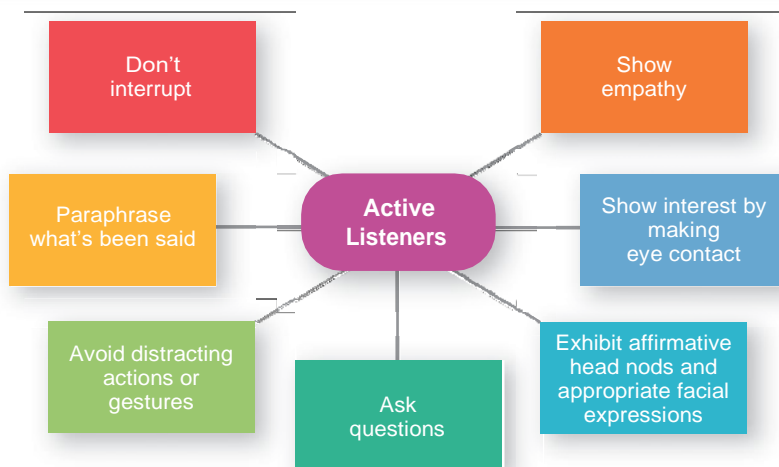 Don't
interrupt
Show
empathy
Active
Listeners
Paraphrase
what's been said
Show interest by
making
eye contact
Avoid distracting
actions or
gestures
Ask
questions
Exhibit affirmative
head nods and
appropriate facial
expressions